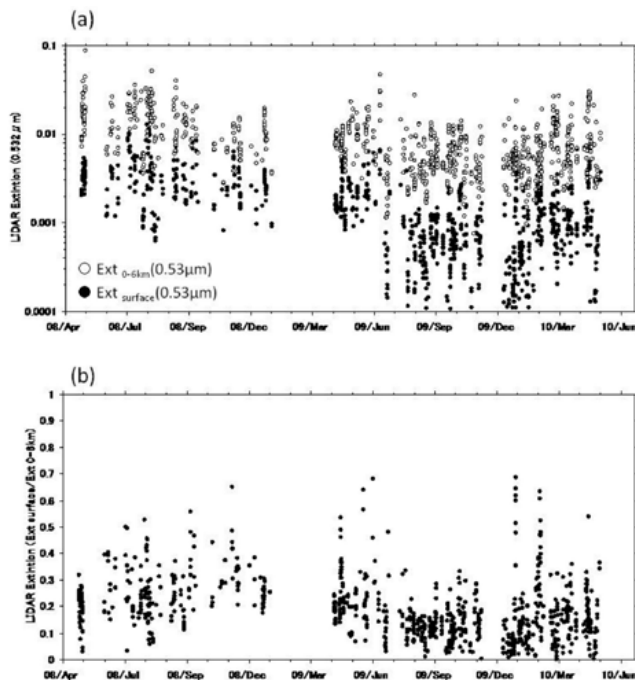 (a)
LIDAR Extintion (0.532μm)
0.1
0.01
0.001
0.0001
○ Ext 0-6km(0.53μm)
● Ext surface(0.53μm)
08/Apr 08/Jul 08/Sep 08/Dec 09/Mar 09/Jun 09/Sep 09/Dec 10/Mar 10/Jun
(b)
LIDAR Extintion (Ext surface/Ext 0-6km)
1
0.9
0.8
0.7
0.6
0.5
0.4
0.3
0.2
0.1
0
08/Apr 08/Jul 08/Sep 08/Dec 09/Mar 09/Jun 09/Sep 09/Dec 10/Mar 10/Jun